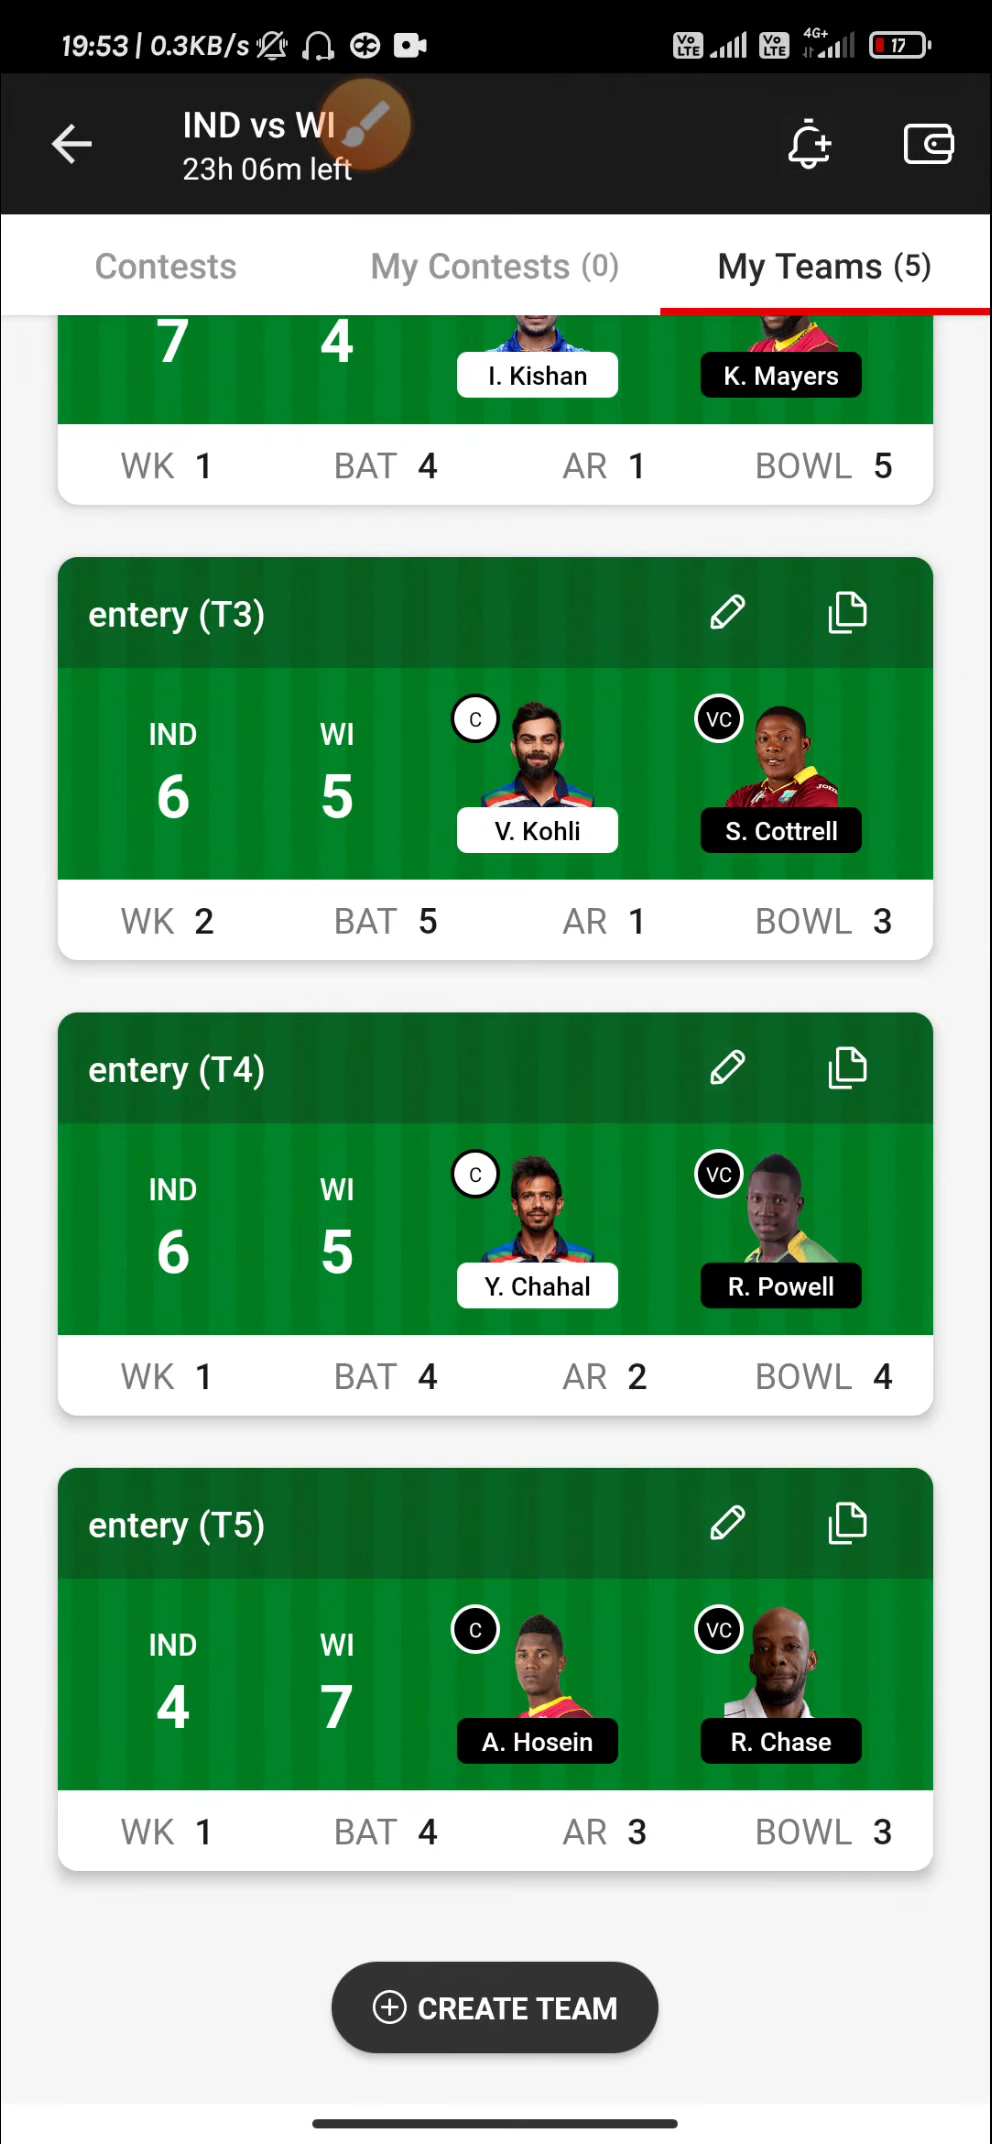 19:53 | 0.3KB/s
Vo LTE Vo LTE 4G+ 17
IND vs WI
23h 06m left
Contests My Contests (0) My Teams (5)
7 4
I. Kishan K. Mayers
WK 1 BAT 4 AR 1 BOWL 5
entery (T3)
IND WI C VC
6 5
V. Kohli S. Cottrell
WK 2 BAT 5 AR 1 BOWL 3
entery (T4)
IND WI C VC
6 5
Y. Chahal R. Powell
WK 1 BAT 4 AR 2 BOWL 4
entery (T5)
IND WI C VC
4 7
A. Hosein R. Chase
WK 1 BAT 4 AR 3 BOWL 3
CREATE TEAM